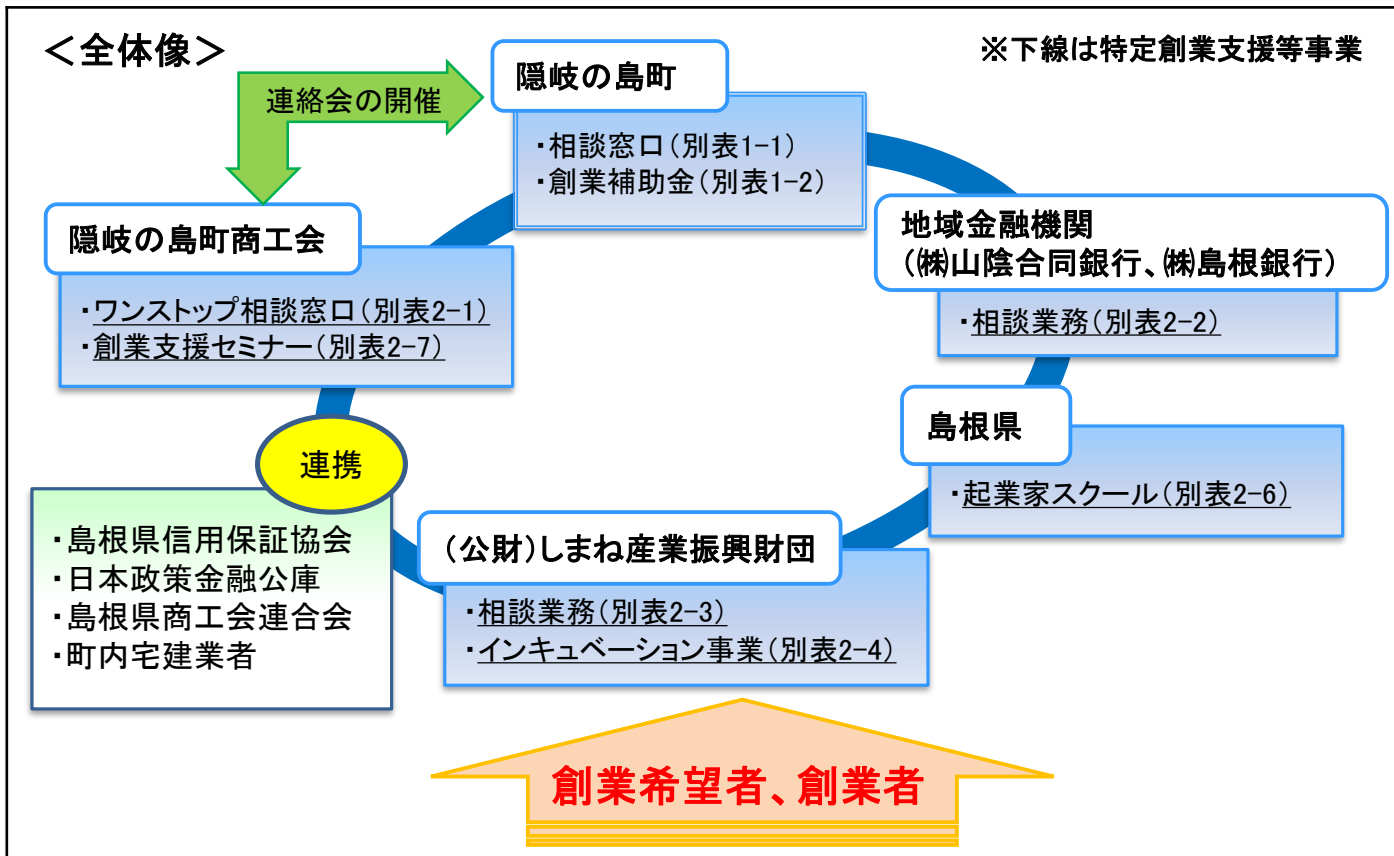 ＜全体像＞
※下線は特定創業支援等事業
連絡会の開催
隠岐の島町
・相談窓口（別表1-1）
・創業補助金（別表1-2）
隠岐の島町商工会
・ワンストップ相談窓口（別表2-1）
・創業支援セミナー（別表2-7）
地域金融機関
（㈱山陰合同銀行、㈱島根銀行）
・相談業務（別表2-2）
島根県
・起業家スクール（別表2-6）
連携
・島根県信用保証協会
・日本政策金融公庫
・島根県商工会連合会
・町内宅建業者
（公財）しまね産業振興財団
・相談業務（別表2-3）
・インキュベーション事業（別表2-4）
創業希望者、創業者